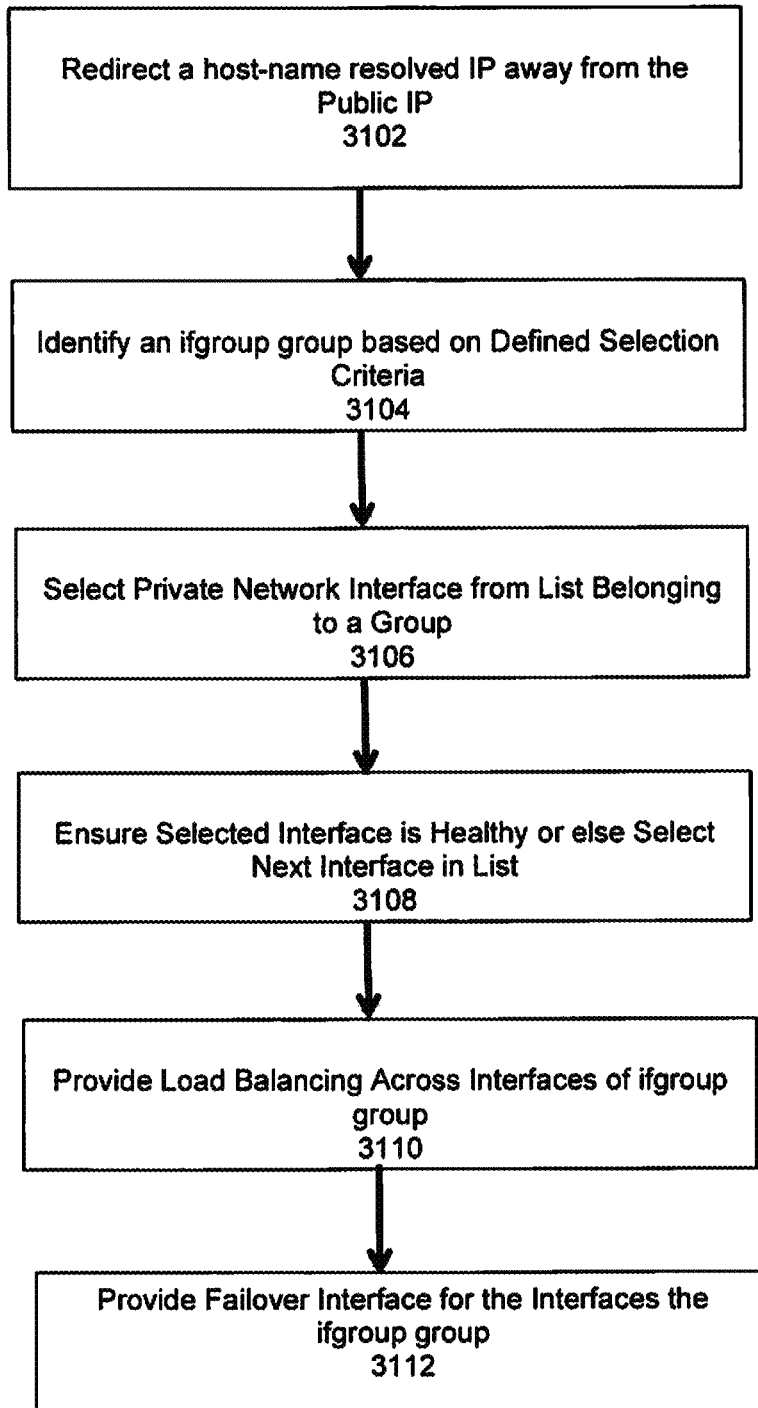 Redirect a host-name resolved IP away from the
Public IP
3102
Identify an ifgroup group based on Defined Selection
Criteria
3104
Select Private Network Interface from List Belonging
to a Group
3106
Ensure Selected Interface is Healthy or else Select
Next Interface in List
3108
Provide Load Balancing Across Interfaces of ifgroup
group
3110
Provide Failover Interface for the Interfaces the
ifgroup group
3112